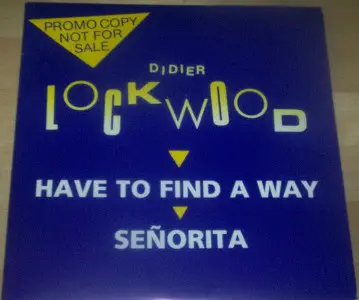 PROMO COPY
NOT FOR
SALE
DIDIER
LOCKWOOD
HAVE TO FIND A WAY
SEÑORITA